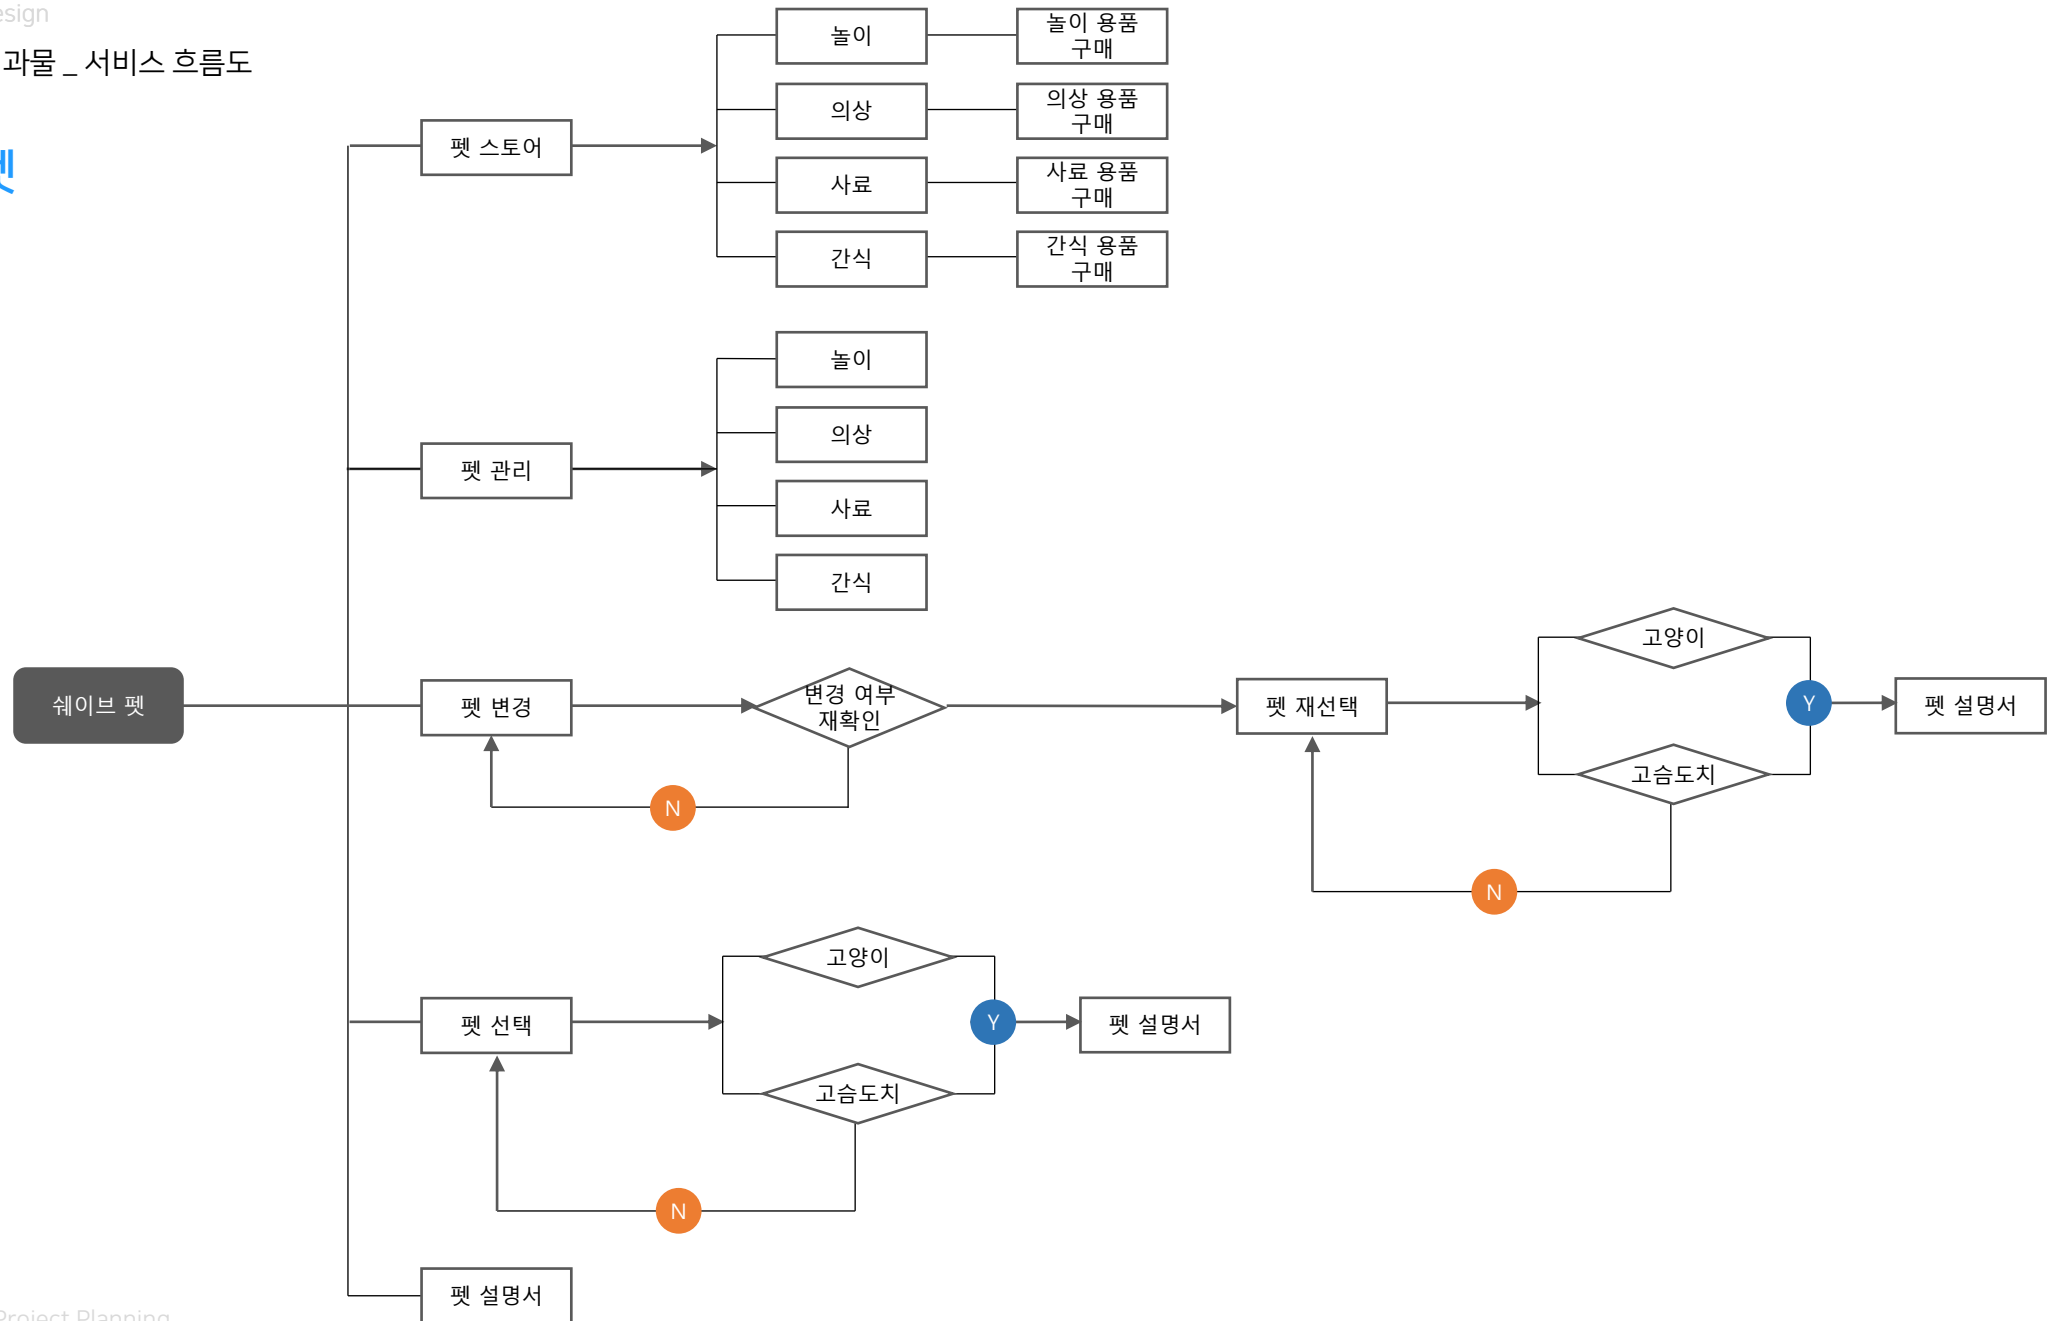 esign
과물 _ 서비스 흐름도
펫
놀이
놀이 용품
구매
의상
의상 용품
구매
펫 스토어
사료
사료 용품
구매
간식
간식 용품
구매
놀이
의상
펫 관리
사료
간식
쉐이브 펫
펫 변경
변경 여부
재확인
N
펫 재선택
고양이
고슴도치
Y
펫 설명서
N
펫 선택
고양이
고슴도치
Y
펫 설명서
N
펫 설명서
Project Planning